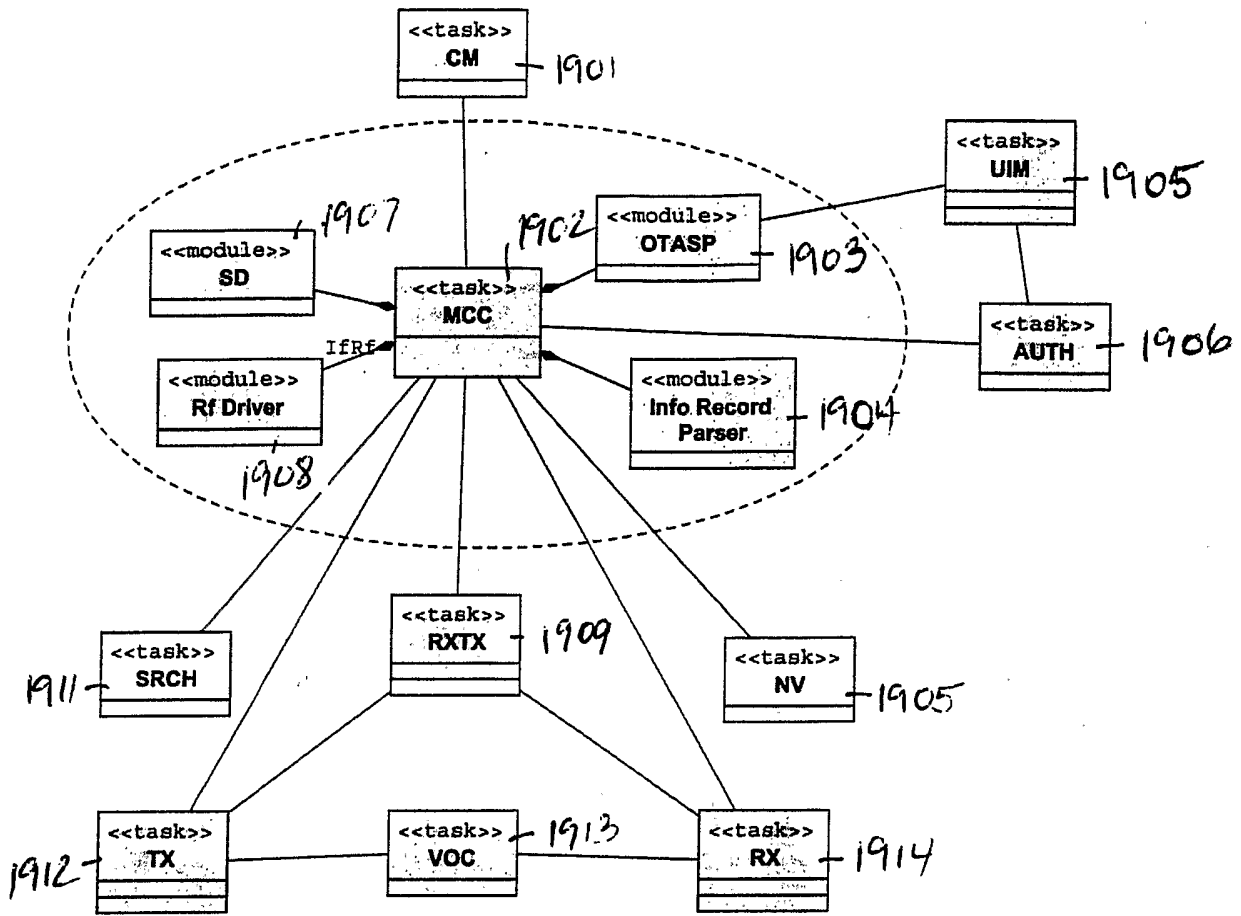 <<task>>
CM
1901
<<task>>
UIM
1905
1907
<<module>>
SD
1902
<<module>>
OTASP
1903
<<task>>
MCC
<<task>>
AUTH
1906
IfRf
<<module>>
Rf Driver
1908
<<module>>
Info Record
Parser
1904
<<task>>
SRCH
1911
<<task>>
RXTX
1909
<<task>>
NV
1905
<<task>>
TX
1912
<<task>>
VOC
1913
<<task>>
RX
1914